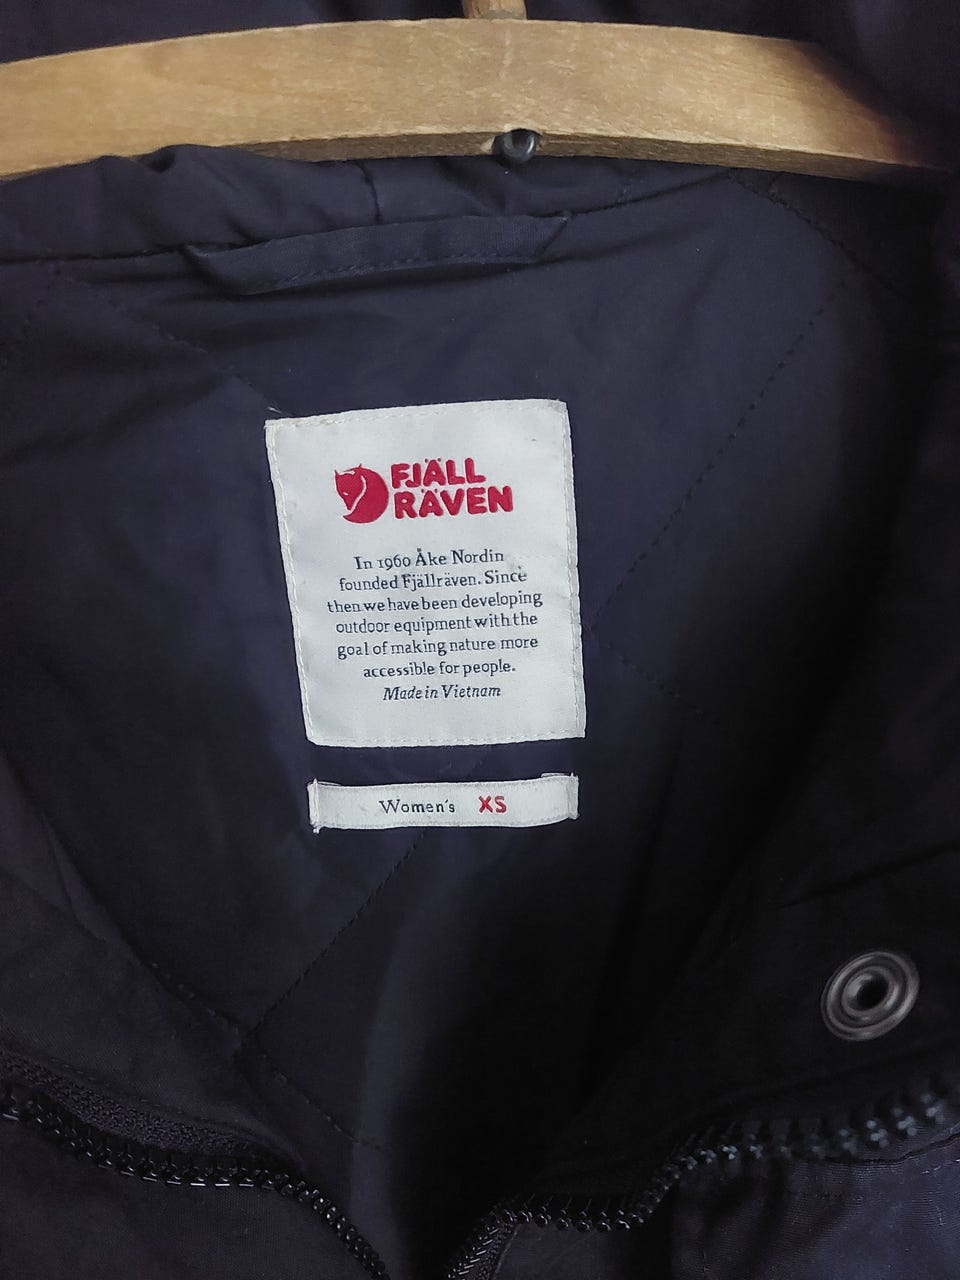 FJÄLL
RÄVEN
In 1960 Åke Nordin
founded Fjällräven. Since
then we have been developing
outdoor equipment with the
goal of making nature more
accessible for people.
Made in Vietnam
Women's XS